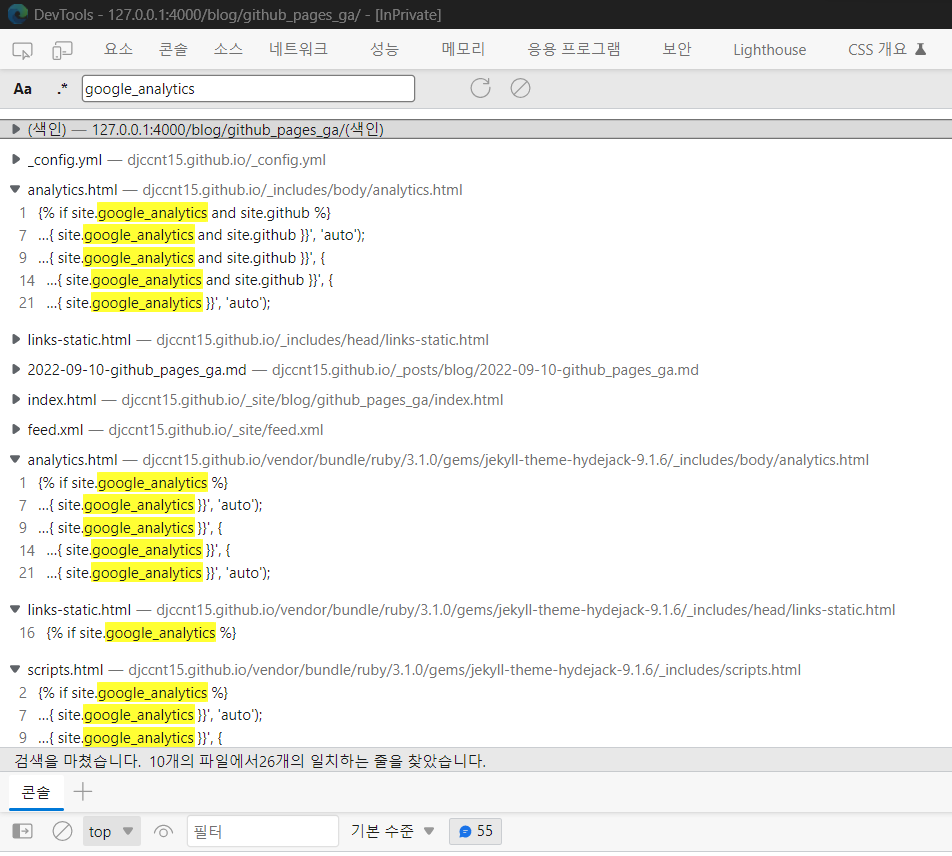 DevTools - 127.0.0.1:4000/blog/github_pages_ga/ - [InPrivate]
요소 콘솔 소스 네트워크 성능 메모리 응용 프로그램 보안 Lighthouse CSS 개요
Aa .* google_analytics
(색인) — 127.0.0.1:4000/blog/github_pages_ga/(색인)
_config.yml — djccnt15.github.io/_config.yml
analytics.html — djccnt15.github.io/_includes/body/analytics.html
1 {% if site.google_analytics and site.github %}
7 …{ site.google_analytics and site.github }}', 'auto');
9 …{ site.google_analytics and site.github }}', {
14 …{ site.google_analytics and site.github }}', {
21 …{ site.google_analytics }}', 'auto');
links-static.html — djccnt15.github.io/_includes/head/links-static.html
2022-09-10-github_pages_ga.md — djccnt15.github.io/_posts/blog/2022-09-10-github_pages_ga.md
index.html — djccnt15.github.io/_site/blog/github_pages_ga/index.html
feed.xml — djccnt15.github.io/_site/feed.xml
analytics.html — djccnt15.github.io/vendor/bundle/ruby/3.1.0/gems/jekyll-theme-hydejack-9.1.6/_includes/body/analytics.html
1 {% if site.google_analytics %}
7 …{ site.google_analytics }}', 'auto');
9 …{ site.google_analytics }}', {
14 …{ site.google_analytics }}', {
21 …{ site.google_analytics }}', 'auto');
links-static.html — djccnt15.github.io/vendor/bundle/ruby/3.1.0/gems/jekyll-theme-hydejack-9.1.6/_includes/head/links-static.html
16 {% if site.google_analytics %}
scripts.html — djccnt15.github.io/vendor/bundle/ruby/3.1.0/gems/jekyll-theme-hydejack-9.1.6/_includes/scripts.html
2 {% if site.google_analytics %}
7 …{ site.google_analytics }}', 'auto');
9 …{ site.google_analytics }}', {
검색을 마쳤습니다. 10개의 파일에서26개의 일치하는 줄을 찾았습니다.
콘솔
top 필터 기본 수준 55